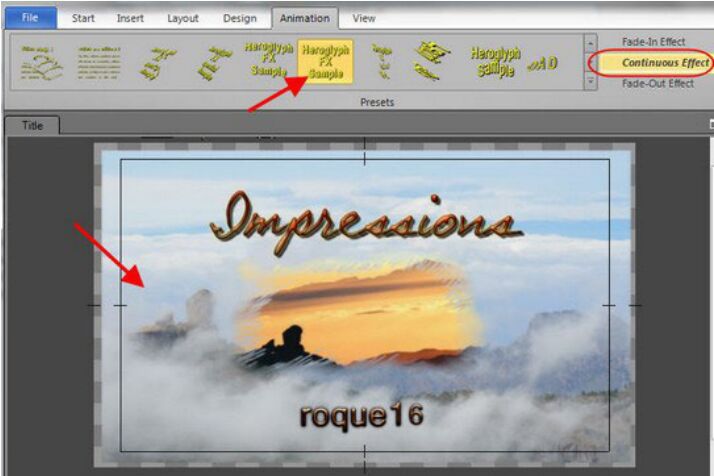 File Start Insert Layout Design Animation View
Heroglyph
FX
Sample
Heroglyph
FX
Sample
Heroglyph
sample
AD
Fade-In Effect
Continuous Effect
Fade-Out Effect
Presets
Title
Impressions
roque16